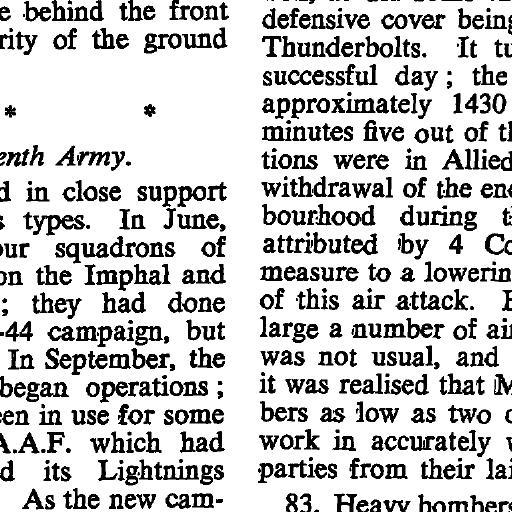 behind the front
rity of the ground
* *
enth Army.
d in close support
s types. In June,
our squadrons of
on the Imphal and
; they had done
-44 campaign, but
In September, the
began operations ;
een in use for some
A.A.F. which had
d its Lightnings
As the new cam-
defensive cover being
Thunderbolts. It tu
successful day ; the
approximately 1430
minutes five out of th
tions were in Allied
withdrawal of the ene
bourhood during t
attributed by 4 Co
measure to a lowerin
of this air attack.
large a number of air
was not usual, and
it was realised that M
bers as low as two o
work in accurately
parties from their lai
83. Heavy bombers